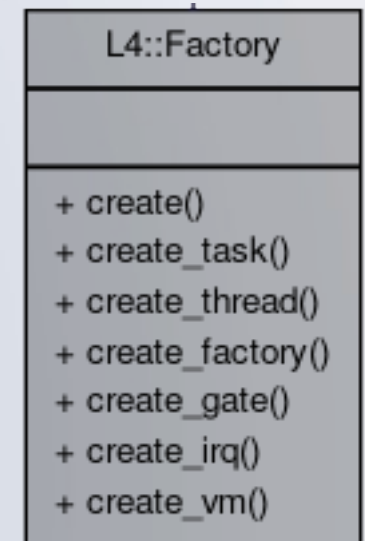 L4::Factory
+ create()
+ create_task()
+ create_thread()
+ create_factory()
+ create_gate()
+ create_irq()
+ create_vm()